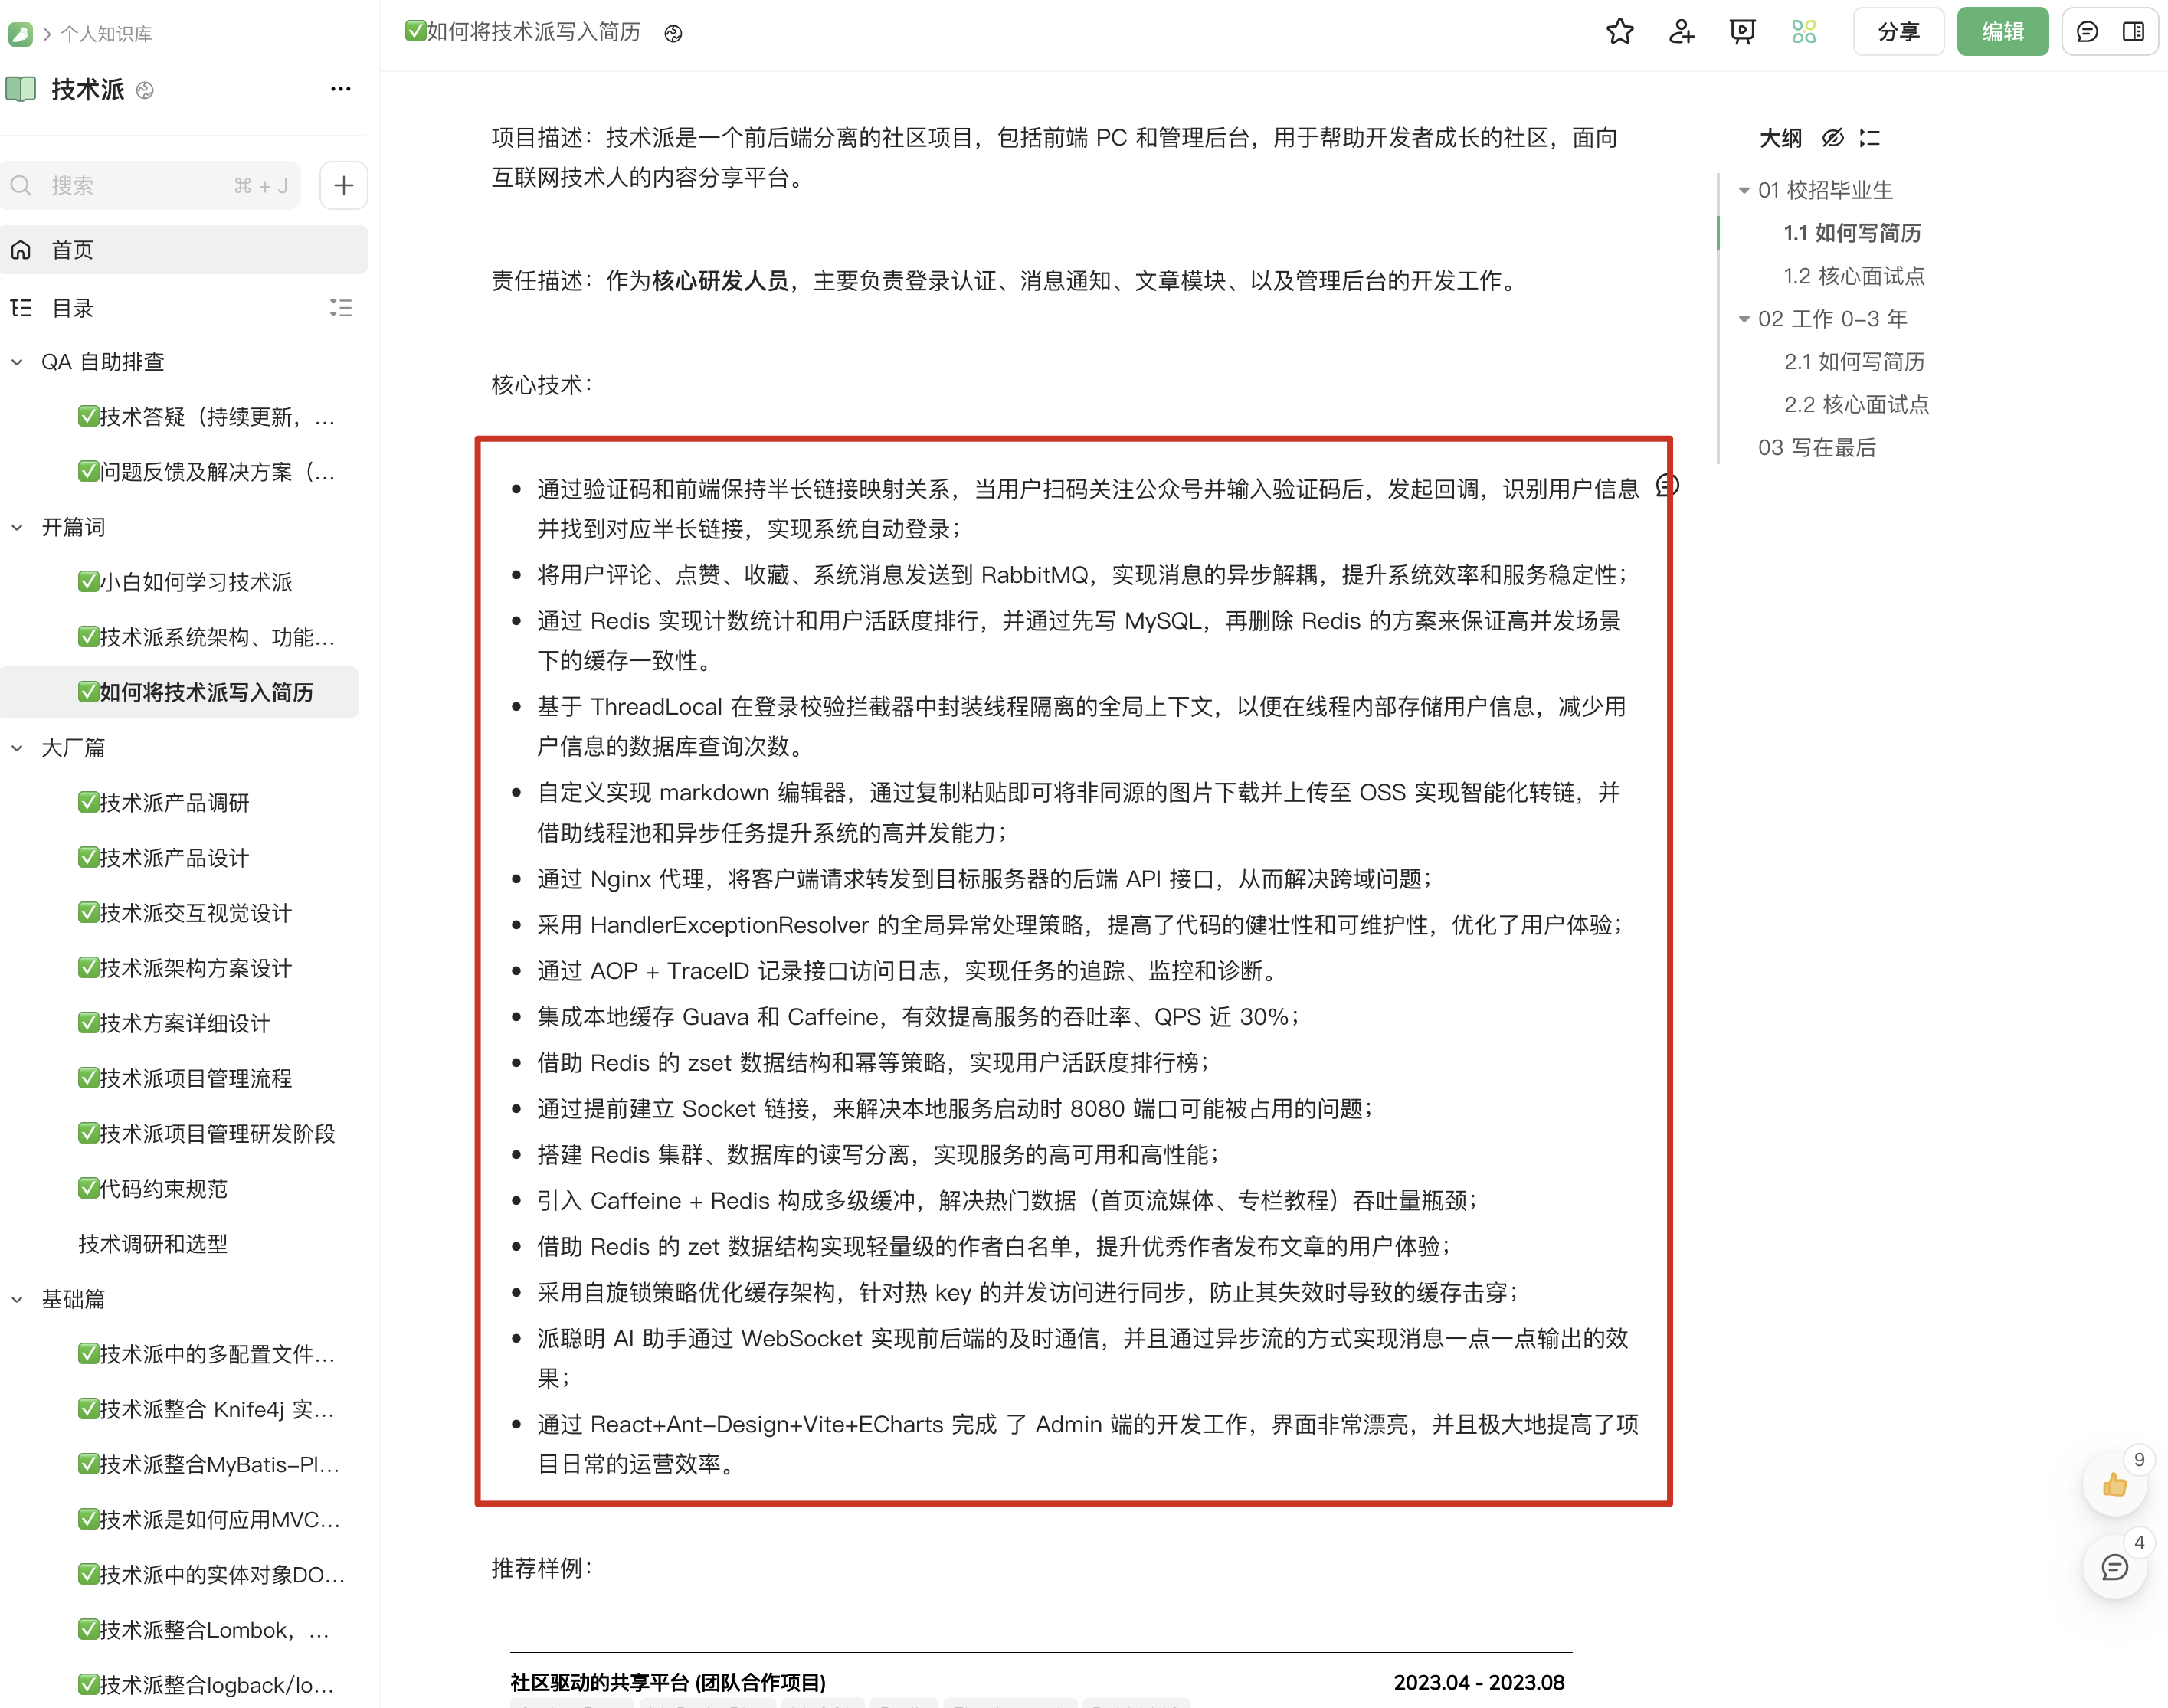 个人知识库
技术派
搜索 ⌘ + J
首页
目录
QA 自助排查
✅技术答疑（持续更新，...
✅问题反馈及解决方案（...
开篇词
✅小白如何学习技术派
✅技术派系统架构、功能...
✅如何将技术派写入简历
大厂篇
✅技术派产品调研
✅技术派产品设计
✅技术派交互视觉设计
✅技术派架构方案设计
✅技术方案详细设计
✅技术派项目管理流程
✅技术派项目管理研发阶段
✅代码约束规范
技术调研和选型
基础篇
✅技术派中的多配置文件...
✅技术派整合 Knife4j 实...
✅技术派整合MyBatis-Pl...
✅技术派是如何应用MVC...
✅技术派中的实体对象DO...
✅技术派整合Lombok，...
✅技术派整合logback/lo...
✅如何将技术派写入简历
分享
编辑
项目描述：技术派是一个前后端分离的社区项目，包括前端 PC 和管理后台，用于帮助开发者成长的社区，面向
互联网技术人的内容分享平台。
责任描述：作为核心研发人员，主要负责登录认证、消息通知、文章模块、以及管理后台的开发工作。
核心技术：
• 通过验证码和前端保持半长链接映射关系，当用户扫码关注公众号并输入验证码后，发起回调，识别用户信息
并找到对应半长链接，实现系统自动登录；
• 将用户评论、点赞、收藏、系统消息发送到 RabbitMQ，实现消息的异步解耦，提升系统效率和服务稳定性；
• 通过 Redis 实现计数统计和用户活跃度排行，并通过先写 MySQL，再删除 Redis 的方案来保证高并发场景
下的缓存一致性。
• 基于 ThreadLocal 在登录校验拦截器中封装线程隔离的全局上下文，以便在线程内部存储用户信息，减少用
户信息的数据库查询次数。
• 自定义实现 markdown 编辑器，通过复制粘贴即可将非同源的图片下载并上传至 OSS 实现智能化转链，并
借助线程池和异步任务提升系统的高并发能力；
• 通过 Nginx 代理，将客户端请求转发到目标服务器的后端 API 接口，从而解决跨域问题；
• 采用 HandlerExceptionResolver 的全局异常处理策略，提高了代码的健壮性和可维护性，优化了用户体验；
• 通过 AOP + TraceID 记录接口访问日志，实现任务的追踪、监控和诊断。
• 集成本地缓存 Guava 和 Caffeine，有效提高服务的吞吐率、QPS 近 30%；
• 借助 Redis 的 zset 数据结构和幂等策略，实现用户活跃度排行榜；
• 通过提前建立 Socket 链接，来解决本地服务启动时 8080 端口可能被占用的问题；
• 搭建 Redis 集群、数据库的读写分离，实现服务的高可用和高性能；
• 引入 Caffeine + Redis 构成多级缓冲，解决热门数据（首页流媒体、专栏教程）吞吐量瓶颈；
• 借助 Redis 的 zet 数据结构实现轻量级的作者白名单，提升优秀作者发布文章的用户体验；
• 采用自旋锁策略优化缓存架构，针对热 key 的并发访问进行同步，防止其失效时导致的缓存击穿；
• 派聪明 AI 助手通过 WebSocket 实现前后端的及时通信，并且通过异步流的方式实现消息一点一点输出的效
果；
• 通过 React+Ant-Design+Vite+ECharts 完成 了 Admin 端的开发工作，界面非常漂亮，并且极大地提高了项
目日常的运营效率。
推荐样例：
社区驱动的共享平台 (团队合作项目) 2023.04 - 2023.08
大纲
01 校招毕业生
1.1 如何写简历
1.2 核心面试点
02 工作 0-3 年
2.1 如何写简历
2.2 核心面试点
03 写在最后
9
4